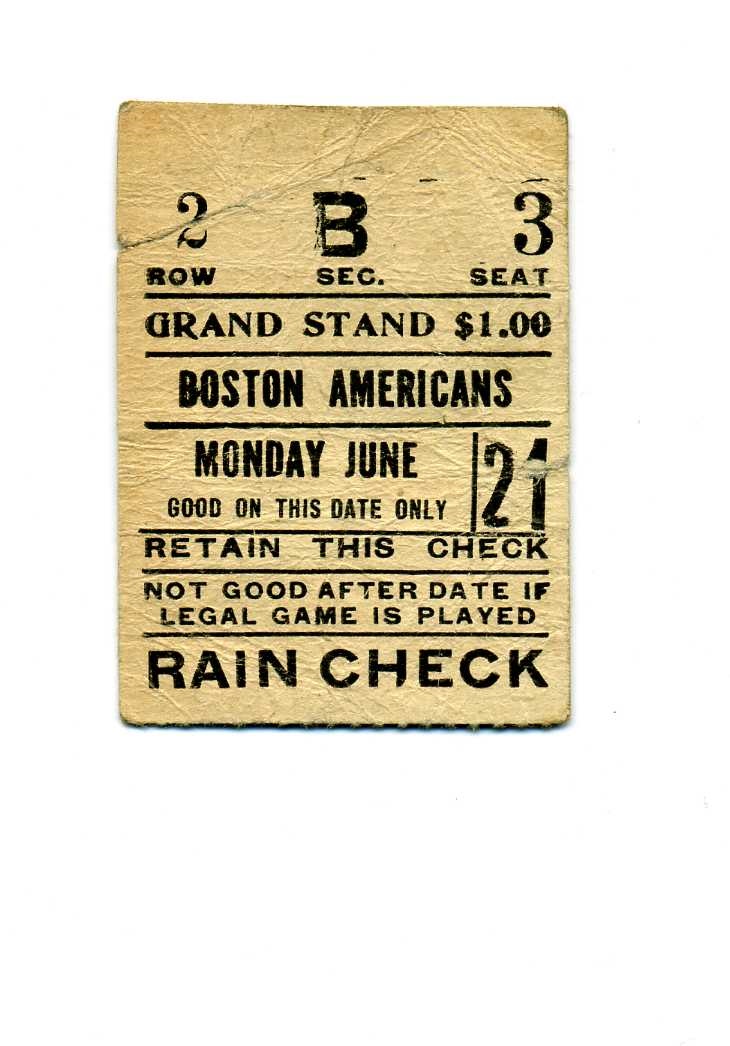 2 B 3
ROW SEC. SEAT
GRAND STAND $1.00
BOSTON AMERICANS
MONDAY JUNE 21
GOOD ON THIS DATE ONLY
RETAIN THIS CHECK
NOT GOOD AFTER DATE IF
LEGAL GAME IS PLAYED
RAIN CHECK